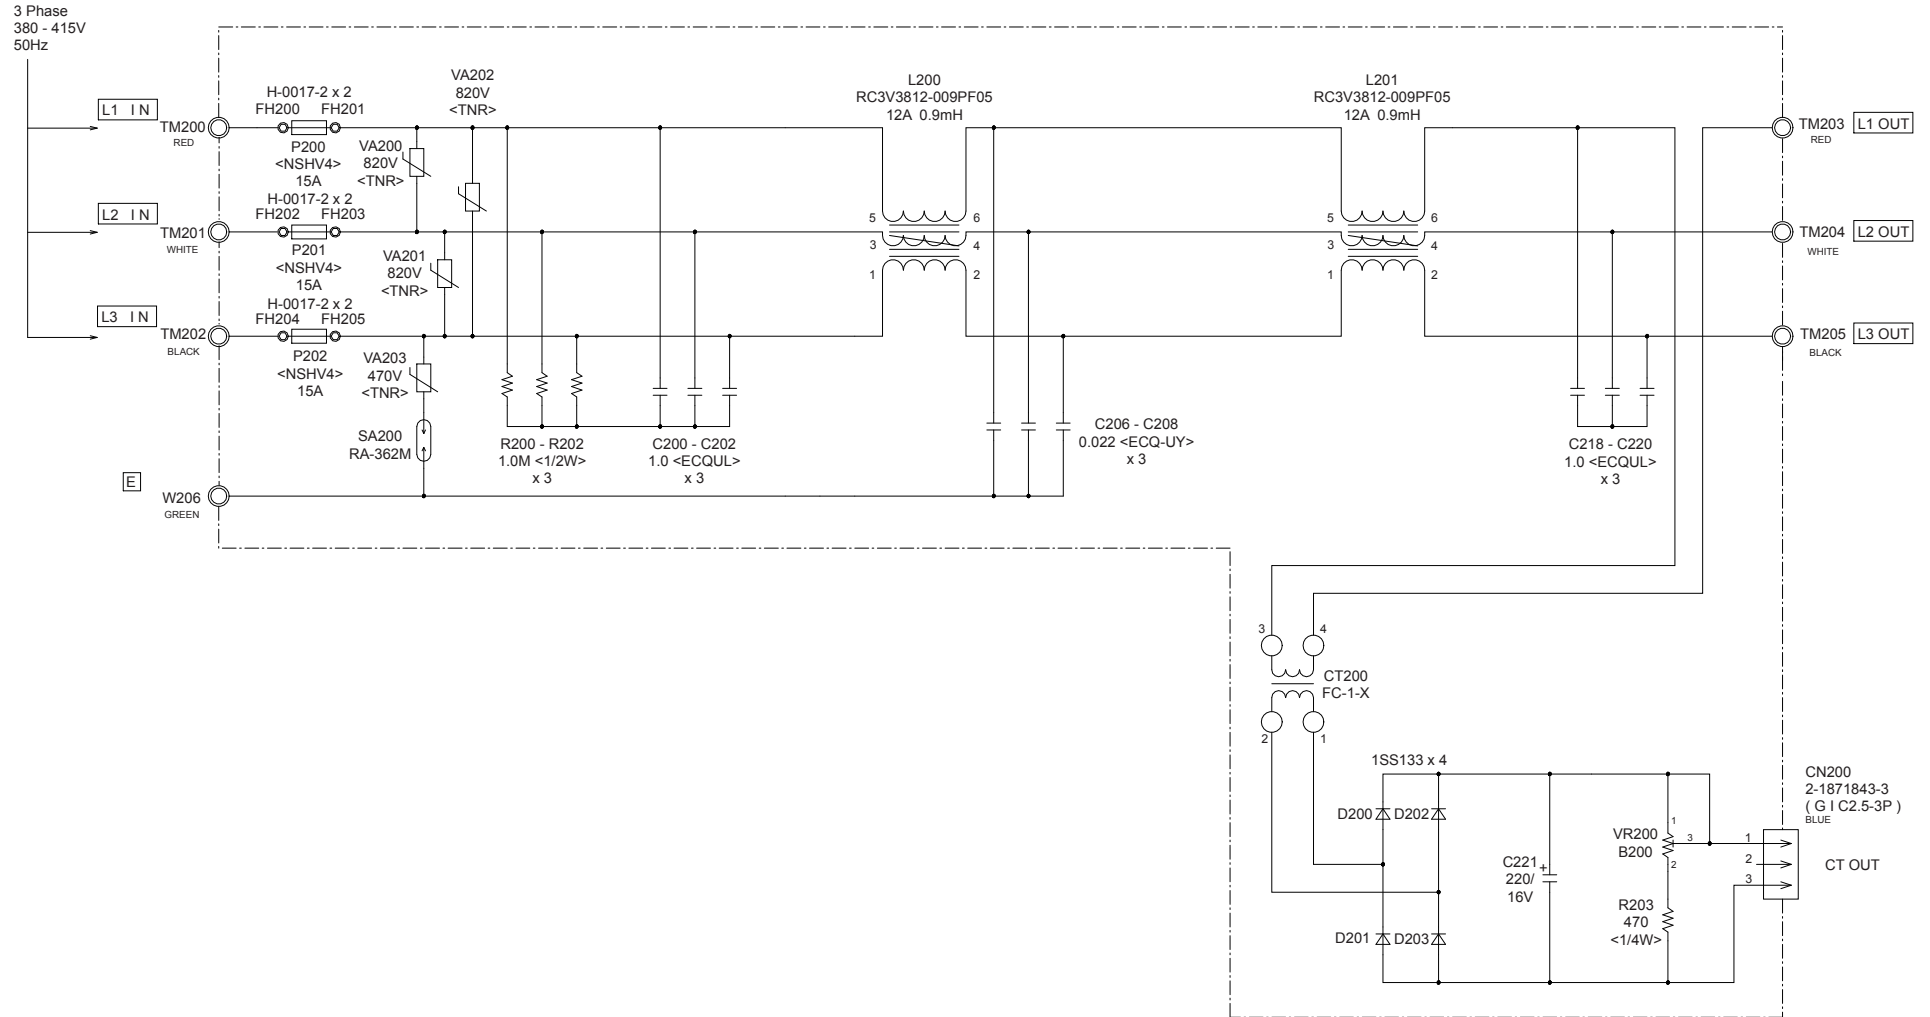 3 Phase
380 - 415V
50Hz
L1 IN
TM200
RED
H-0017-2 x 2
FH200 FH201
P200
<NSHV4>
15A
L2 IN
TM201
WHITE
H-0017-2 x 2
FH202 FH203
P201
<NSHV4>
15A
L3 IN
TM202
BLACK
H-0017-2 x 2
FH204 FH205
P202
<NSHV4>
15A
E
W206
GREEN
VA202
820V
<TNR>
VA200
820V
<TNR>
VA201
820V
<TNR>
VA203
470V
<TNR>
SA200
RA-362M
R200 - R202
1.0M <1/2W>
x 3
C200 - C202
1.0 <ECQUL>
x 3
L200
RC3V3812-009PF05
12A 0.9mH
5 6
3 4
1 2
C206 - C208
0.022 <ECQ-UY>
x 3
L201
RC3V3812-009PF05
12A 0.9mH
5 6
3 4
1 2
C218 - C220
1.0 <ECQUL>
x 3
TM203
RED
L1 OUT
TM204
WHITE
L2 OUT
TM205
BLACK
L3 OUT
3 4
CT200
FC-1-X
2 1
1SS133 x 4
D200 D202
D201 D203
C221 +
220/
16V
1
VR200 3
B200
2
R203
470
<1/4W>
CN200
2-1871843-3
( G I C2.5-3P )
BLUE
1
2
3
CT OUT